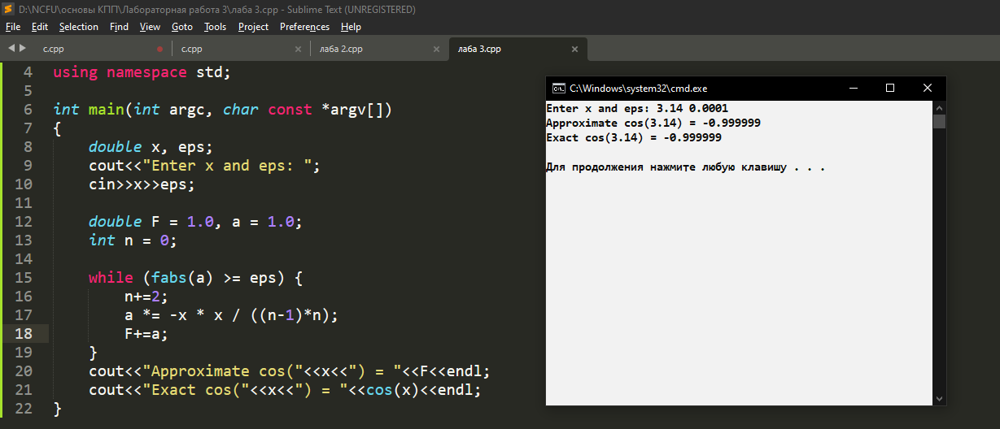 D:\NCFU\основы КПП\Лабораторная работа 3\лаба 3.cpp - Sublime Text (UNREGISTERED)
File Edit Selection Find View Goto Tools Project Preferences Help
c.cpp c.cpp лаба 2.cpp лаба 3.cpp
4 using namespace std;
5
6 int main(int argc, char const *argv[])
7 {
8 double x, eps;
9 cout<<"Enter x and eps: ";
10 cin>>x>>eps;
11
12 double F = 1.0, a = 1.0;
13 int n = 0;
14
15 while (fabs(a) >= eps) {
16 n+=2;
17 a *= -x * x / ((n-1)*n);
18 F+=a;
19 }
20 cout<<"Approximate cos("<<x<<") = "<<F<<endl;
21 cout<<"Exact cos("<<x<<") = "<<cos(x)<<endl;
22 }
C:\Windows\system32\cmd.exe
Enter x and eps: 3.14 0.0001
Approximate cos(3.14) = -0.999999
Exact cos(3.14) = -0.999999
Для продолжения нажмите любую клавишу . . .